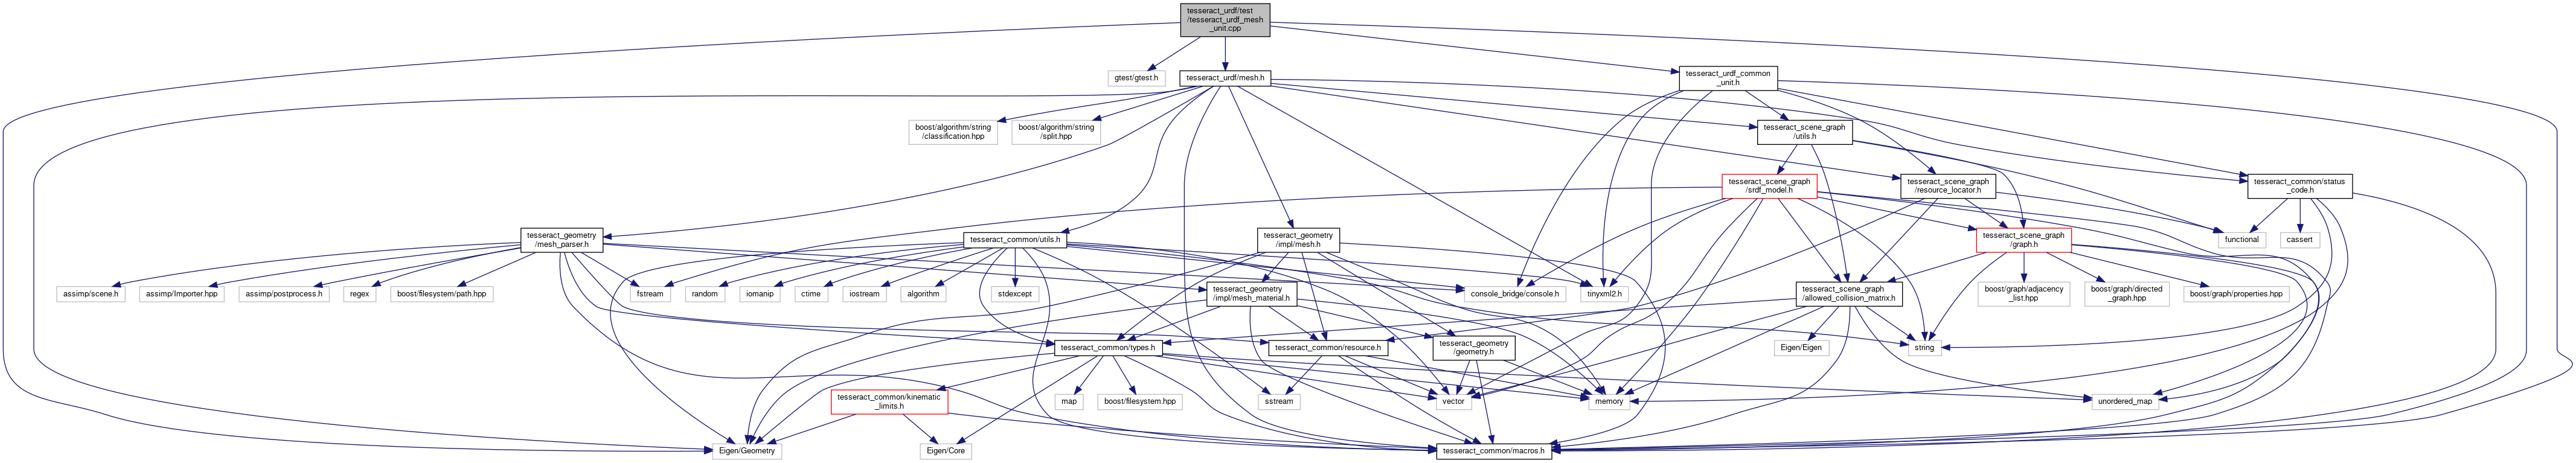 tesseract_urdf/test
/tesseract_urdf_mesh
_unit.cpp
gtest/gtest.h
tesseract_urdf/mesh.h
tesseract_urdf_common
_unit.h
boost/algorithm/string
/classification.hpp
boost/algorithm/string
/split.hpp
tesseract_scene_graph
/utils.h
tesseract_scene_graph
/srdf_model.h
tesseract_scene_graph
/resource_locator.h
tesseract_common/status
_code.h
tesseract_geometry
/mesh_parser.h
tesseract_common/utils.h
tesseract_geometry
/impl/mesh.h
tesseract_scene_graph
/graph.h
functional
cassert
assimp/scene.h
assimp/Importer.hpp
assimp/postprocess.h
regex
boost/filesystem/path.hpp
fstream
random
iomanip
ctime
iostream
algorithm
stdexcept
tesseract_geometry
/impl/mesh_material.h
console_bridge/console.h
tinyxml2.h
tesseract_scene_graph
/allowed_collision_matrix.h
boost/graph/adjacency
_list.hpp
boost/graph/directed
_graph.hpp
boost/graph/properties.hpp
tesseract_common/types.h
tesseract_common/resource.h
tesseract_geometry
/geometry.h
Eigen/Eigen
string
tesseract_common/kinematic
_limits.h
map
boost/filesystem.hpp
sstream
vector
memory
unordered_map
Eigen/Geometry
Eigen/Core
tesseract_common/macros.h